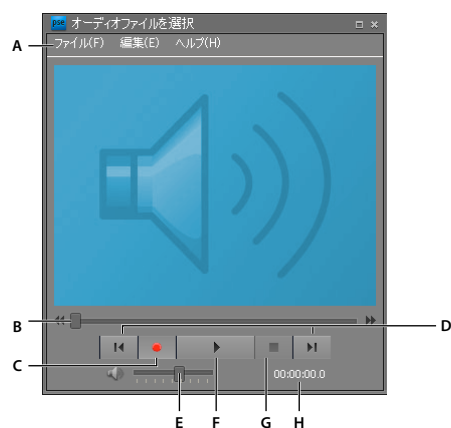 pse オーディオファイルを選択
A
ファイル(F) 編集(E) ヘルプ(H)
B
D
C
00:00:00.0
E F G H